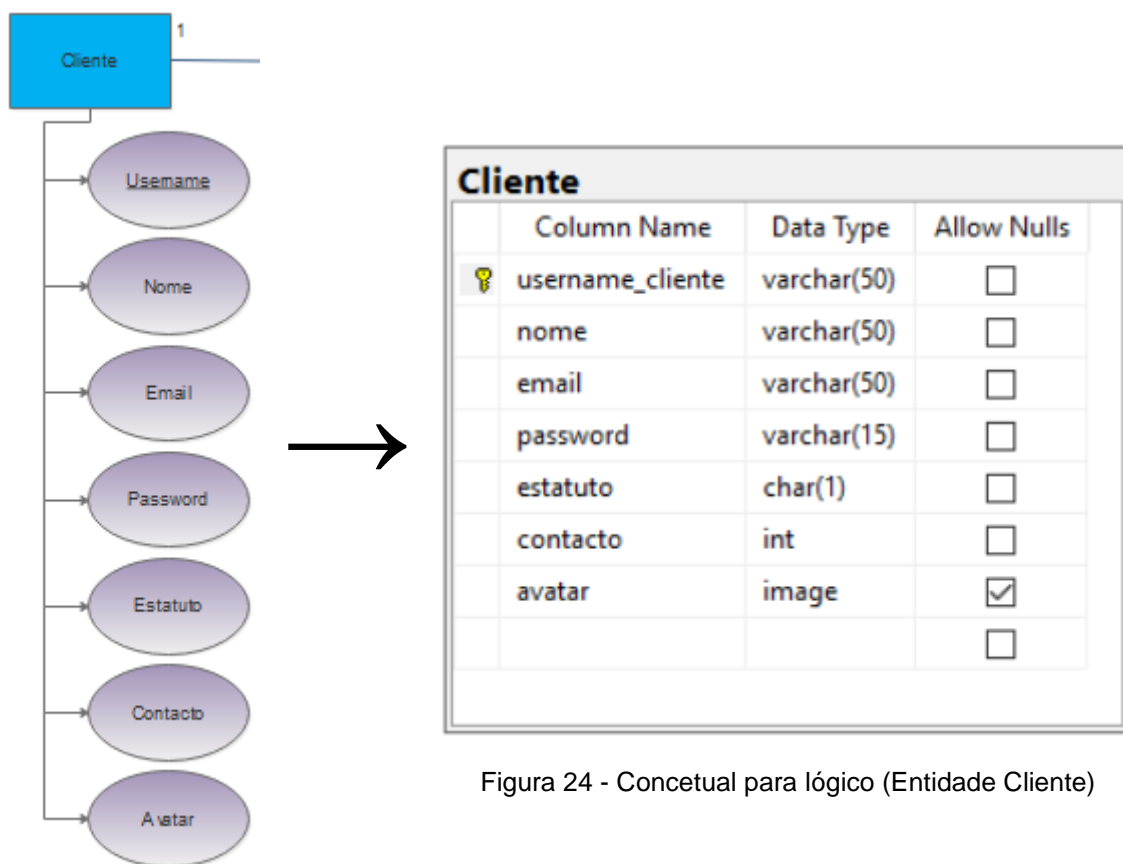 1
Cliente
Username
Nome
Email
Password
Estatuto
Contacto
Avatar
Cliente
Column Name Data Type Allow Nulls
username_cliente varchar(50)
nome varchar(50)
email varchar(50)
password varchar(15)
estatuto char(1)
contacto int
avatar image
Figura 24 - Concetual para lógico (Entidade Cliente)